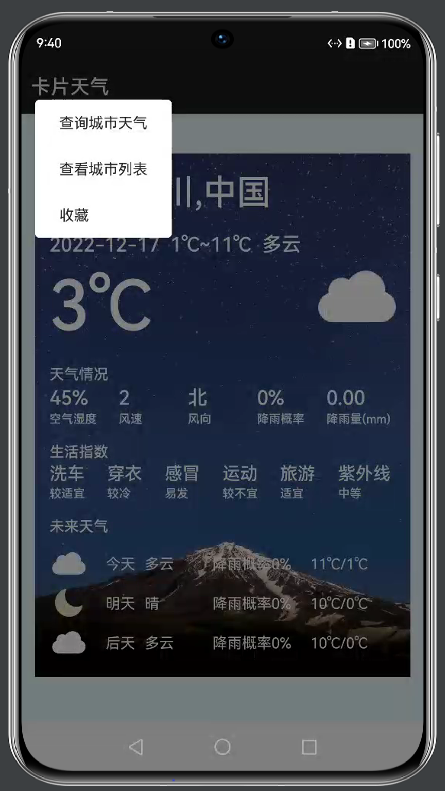 9:40 100%
卡片天气
查询城市天气
查看城市列表
收藏
,中国
2022-12-17 1℃~11℃ 多云
3℃
天气情况
45% 2 北 0% 0.00
空气湿度 风速 风向 降雨概率 降雨量(mm)
生活指数
洗车 穿衣 感冒 运动 旅游 紫外线
较适宜 较冷 易发 较不宜 适宜 中等
未来天气
今天 多云 降雨概率0% 11℃/1℃
明天 晴 降雨概率0% 10℃/0℃
后天 多云 降雨概率0% 10℃/0℃